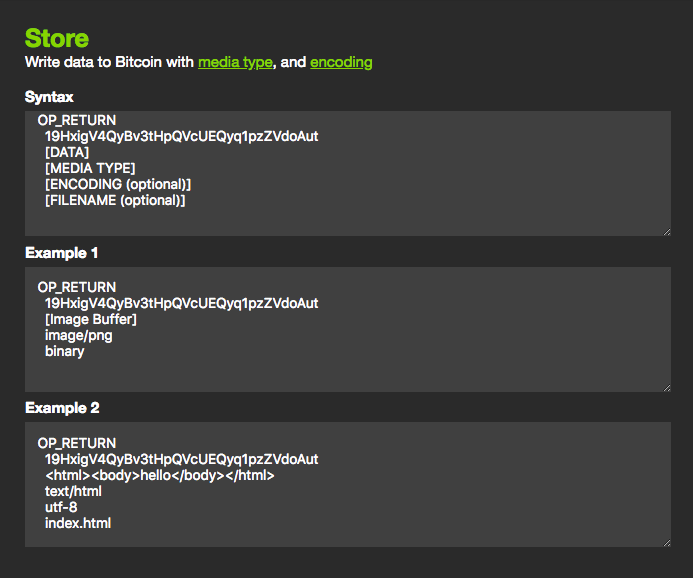 Store
Write data to Bitcoin with media type, and encoding
Syntax
OP_RETURN
19HxigV4QyBv3tHpQVcUEQyq1pzZVdoAut
[DATA]
[MEDIA TYPE]
[ENCODING (optional)]
[FILENAME (optional)]
Example 1
OP_RETURN
19HxigV4QyBv3tHpQVcUEQyq1pzZVdoAut
[Image Buffer]
image/png
binary
Example 2
OP_RETURN
19HxigV4QyBv3tHpQVcUEQyq1pzZVdoAut
<html><body>hello</body></html>
text/html
utf-8
index.html